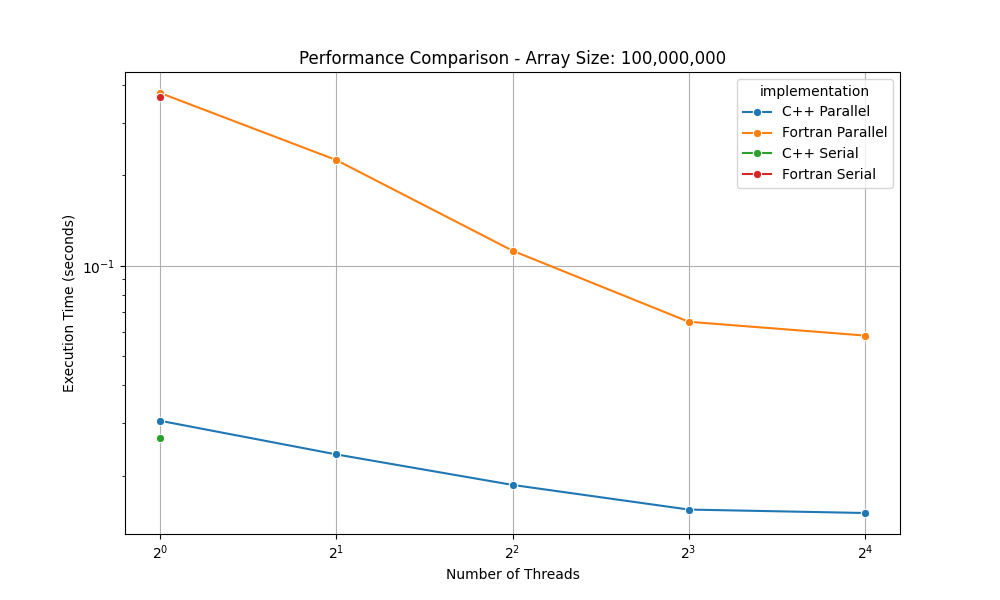 Performance Comparison - Array Size: 100,000,000
implementation
C++ Parallel
Fortran Parallel
C++ Serial
Fortran Serial
Execution Time (seconds)
10⁻¹
2⁰ 2¹ 2² 2³ 2⁴
Number of Threads